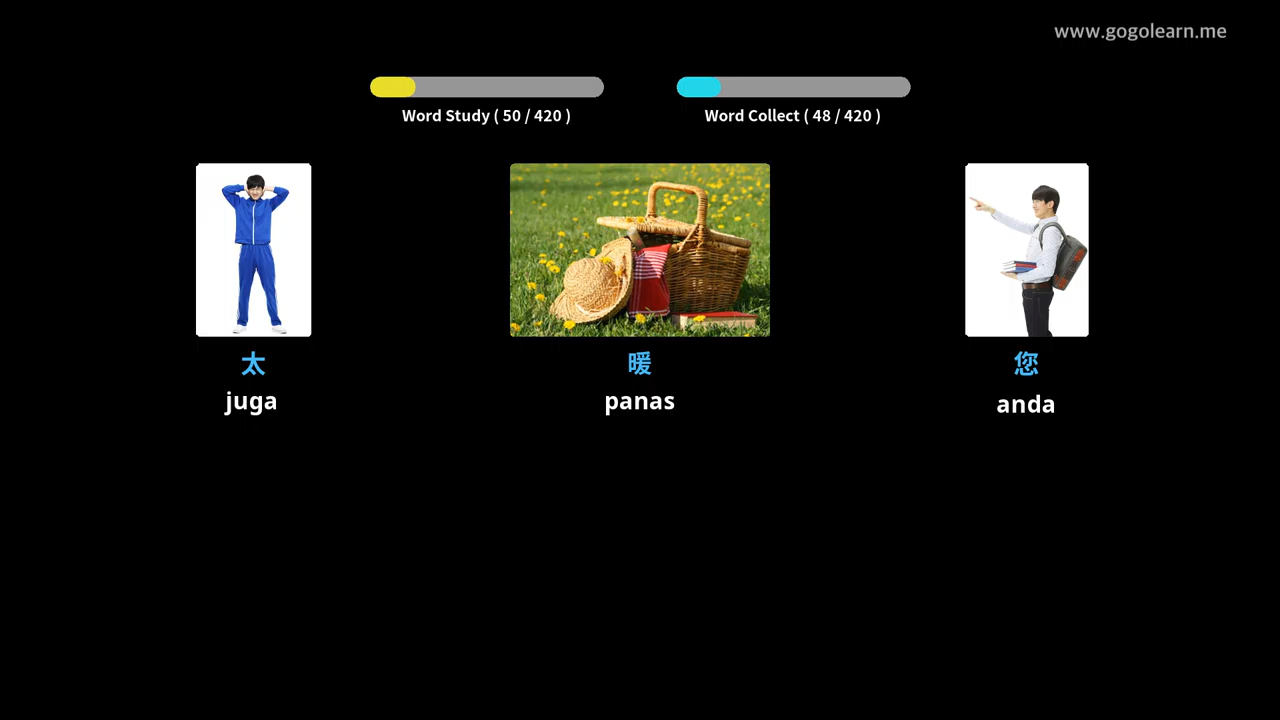 www.gogolearn.me
Word Study ( 50 / 420 )
Word Collect ( 48 / 420 )
太
暖
您
juga
panas
anda